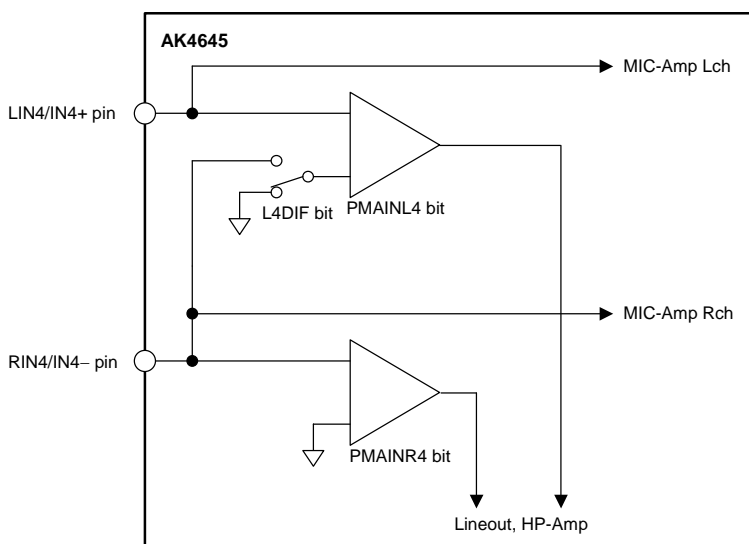 AK4645
MIC-Amp Lch
LIN4/IN4+ pin
L4DIF bit
PMAINL4 bit
MIC-Amp Rch
RIN4/IN4− pin
PMAINR4 bit
Lineout, HP-Amp